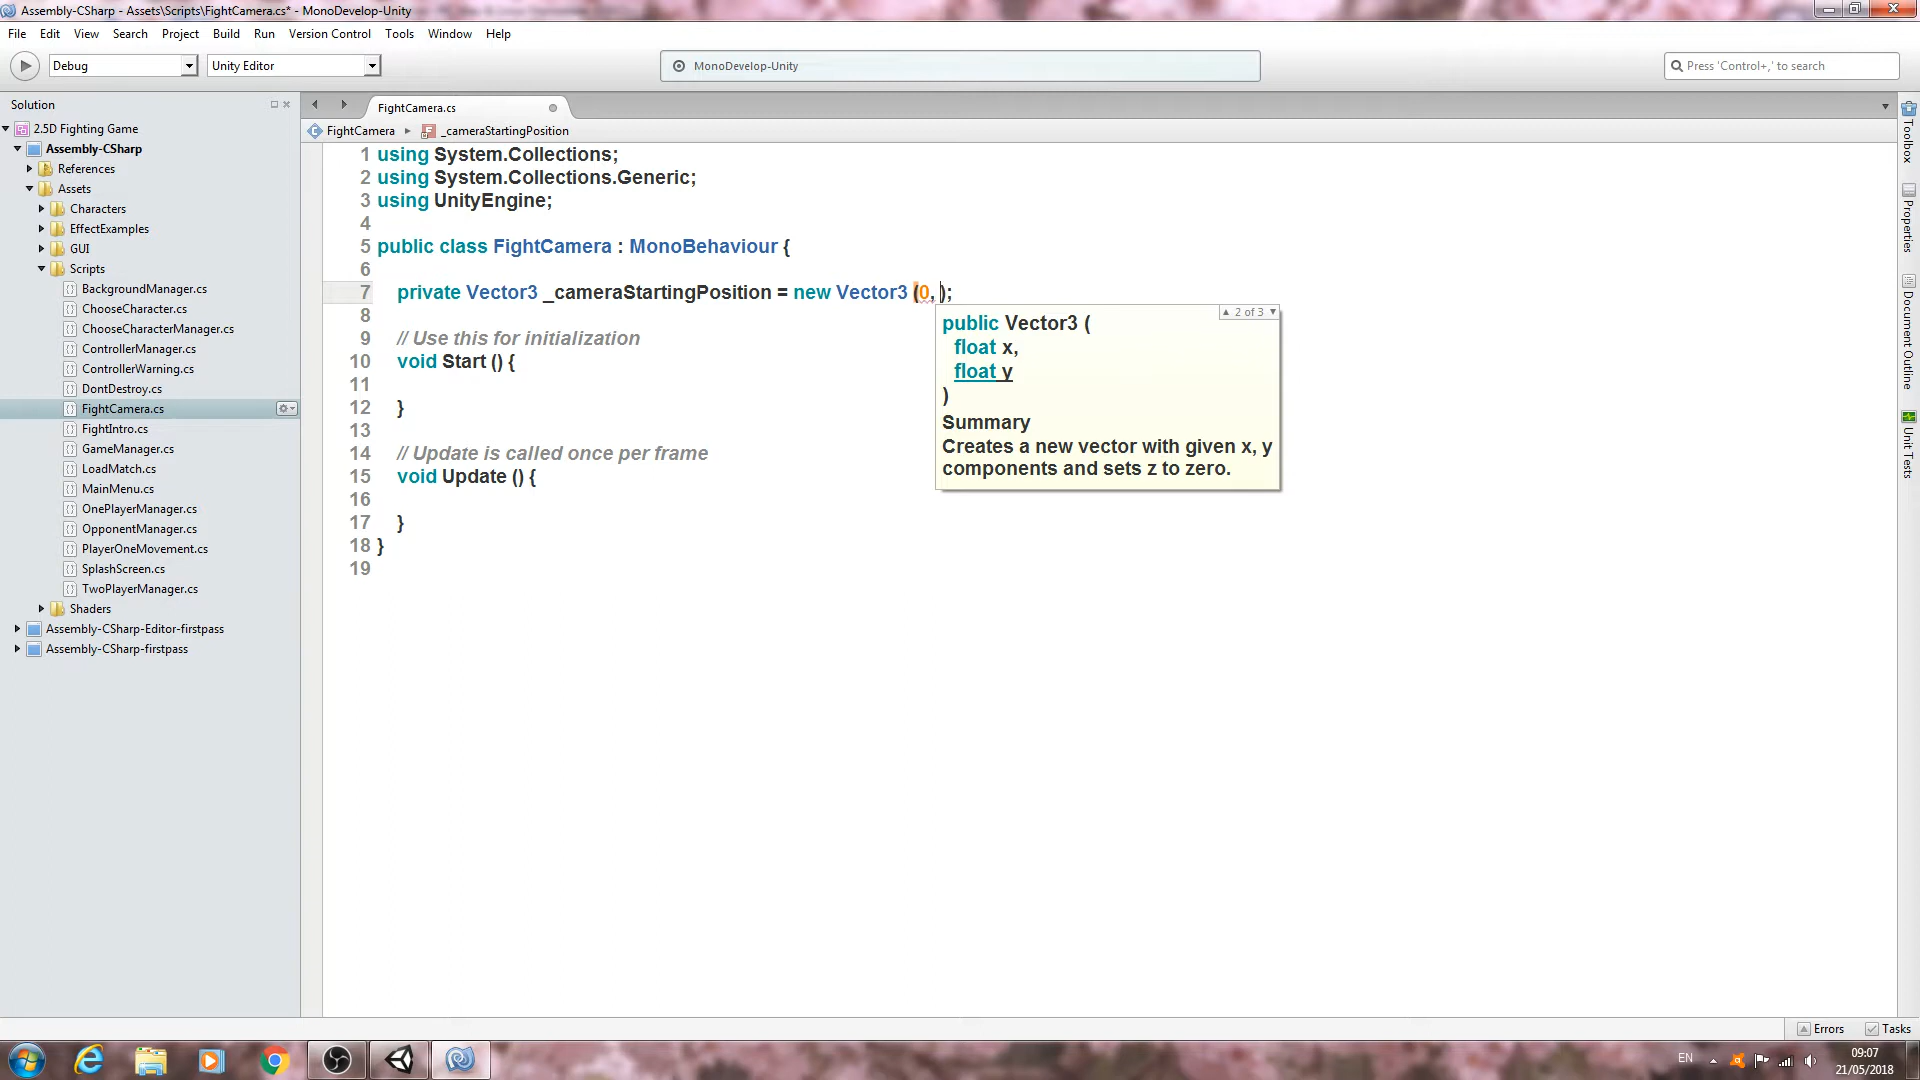 Assembly-CSharp - Assets\Scripts\FightCamera.cs* - MonoDevelop-Unity
File Edit View Search Project Build Run Version Control Tools Window Help
Debug Unity Editor MonoDevelop-Unity Press 'Control+,' to search
Solution
FightCamera.cs
2.5D Fighting Game
FightCamera _cameraStartingPosition
Assembly-CSharp
References
Assets
Characters
EffectExamples
GUI
Scripts
BackgroundManager.cs
ChooseCharacter.cs
ChooseCharacterManager.cs
ControllerManager.cs
ControllerWarning.cs
DontDestroy.cs
FightCamera.cs
FightIntro.cs
GameManager.cs
LoadMatch.cs
MainMenu.cs
OnePlayerManager.cs
OpponentManager.cs
PlayerOneMovement.cs
SplashScreen.cs
TwoPlayerManager.cs
Shaders
Assembly-CSharp-Editor-firstpass
Assembly-CSharp-firstpass
1 using System.Collections;
2 using System.Collections.Generic;
3 using UnityEngine;
4
5 public class FightCamera : MonoBehaviour {
6
7 private Vector3 _cameraStartingPosition = new Vector3 (0, );
8
9 // Use this for initialization
10 void Start () {
11
12 }
13
14 // Update is called once per frame
15 void Update () {
16
17 }
18 }
19
2 of 3
public Vector3 (
float x,
float y
)
Summary
Creates a new vector with given x, y
components and sets z to zero.
Toolbox
Properties
Document Outline
Unit Tests
Errors Tasks
EN
09:07
21/05/2018